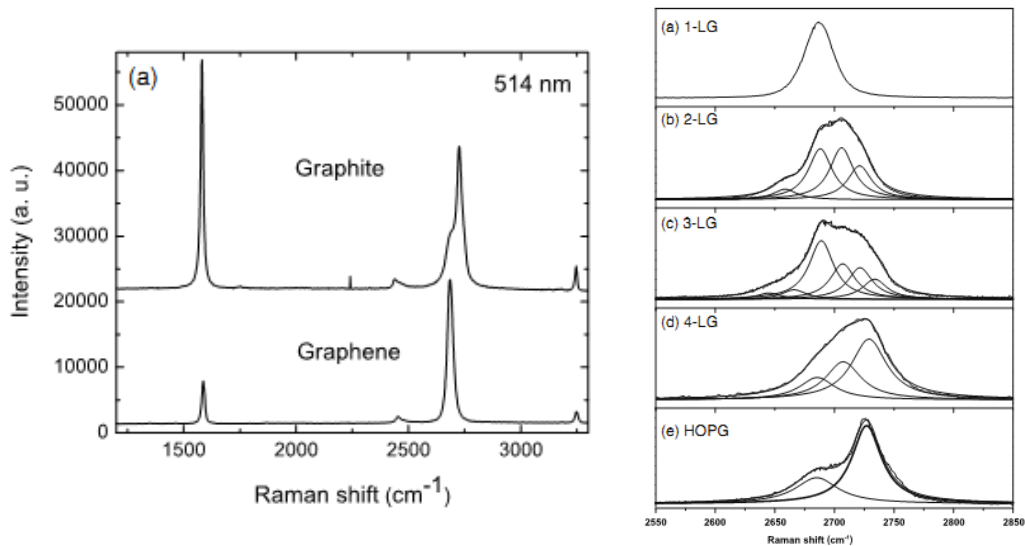 (a)
514 nm
50000
40000
30000
20000
10000
0
Graphite
Graphene
Intensity (a. u.)
1500 2000 2500 3000
Raman shift (cm-1)
(a) 1-LG
(b) 2-LG
(c) 3-LG
(d) 4-LG
(e) HOPG
2550 2600 2650 2700 2750 2800 2850
Raman shift (cm-1)